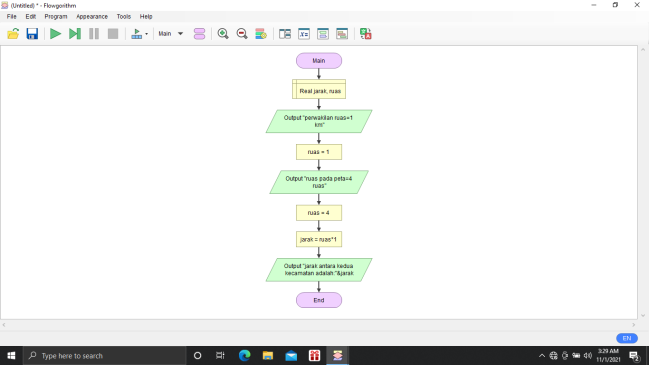 (Untitled) * - Flowgorithm
File Edit Program Appearance Tools Help
Main
Main
Real jarak, ruas
Output "perwakilan ruas=1
km"
ruas = 1
Output "ruas pada peta=4
ruas"
ruas = 4
jarak = ruas*1
Output "jarak antara kedua
kecamatan adalah:"&jarak
End
EN
Type here to search
3:29 AM
11/1/2021
2